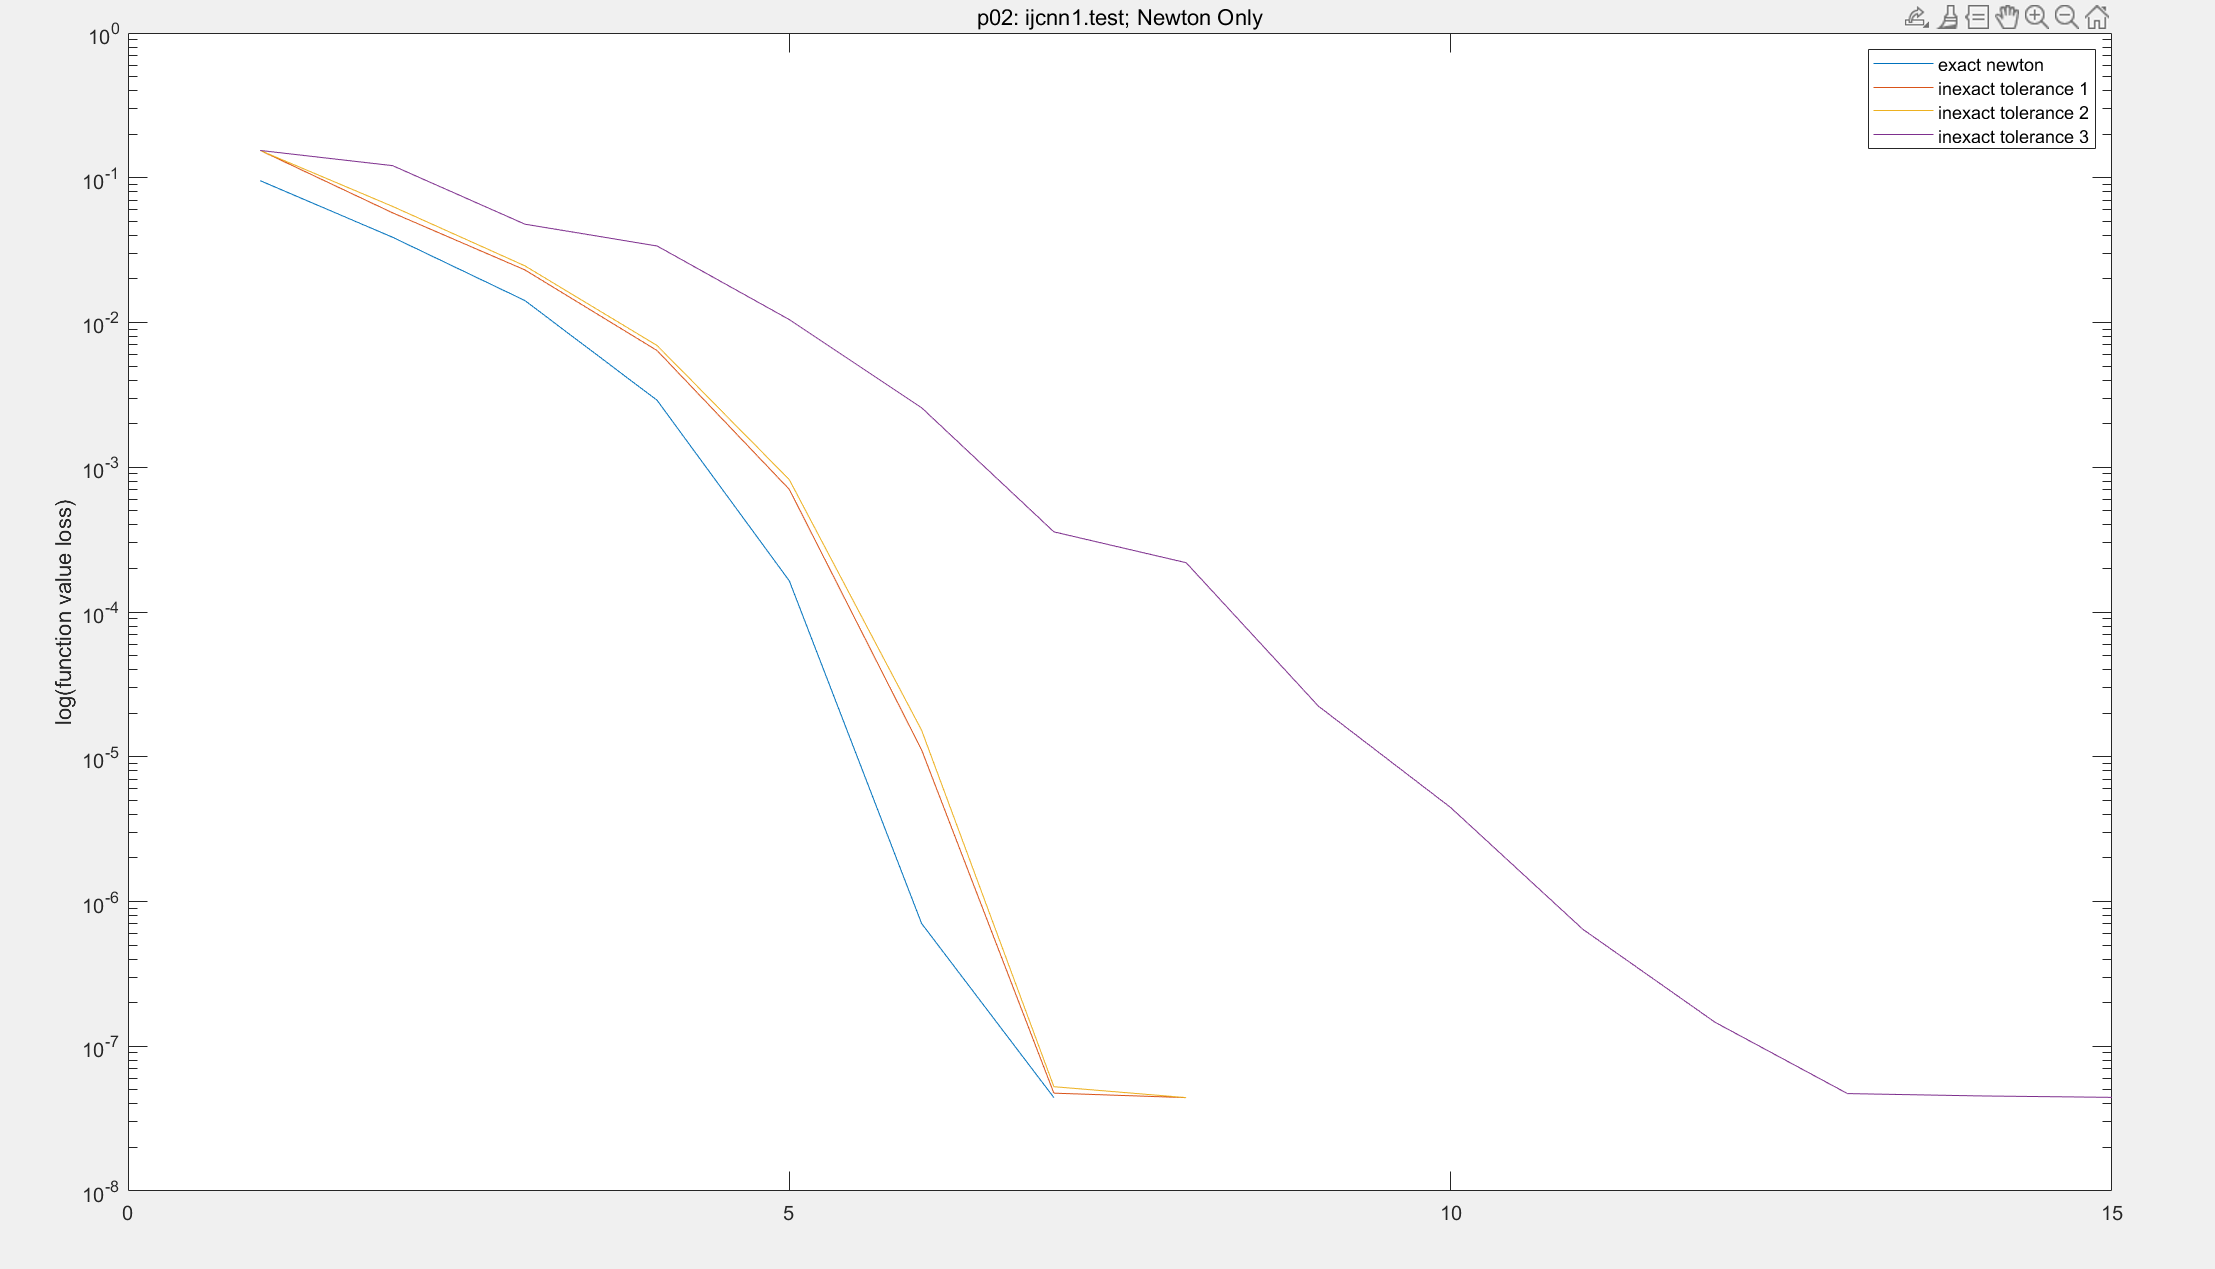 p02: ijcnn1.test; Newton Only
exact newton
inexact tolerance 1
inexact tolerance 2
inexact tolerance 3
log(function value loss)
10^0
10^-1
10^-2
10^-3
10^-4
10^-5
10^-6
10^-7
10^-8
0 5 10 15